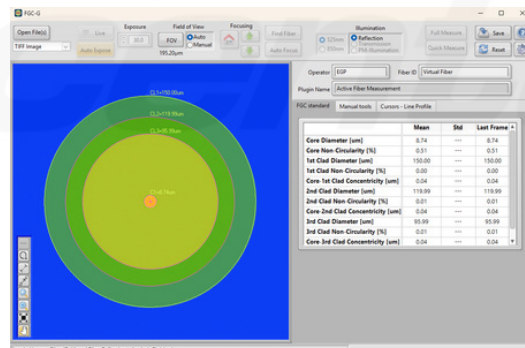 FGC-G
Open File(s)
TIFF Image
Live
Auto Expose
Exposure
30.0
Field of View
FOV
Auto
Manual
195.20µm
Focusing
Find Fiber
Auto Focus
Illumination
Reflection
Transmission
Full Measure
Quick Measure
Save
Reset
Operator EGP Fiber ID Virtual Fiber
Plugin Name Active Fiber Measurement
FGC standard Manual tools Cursors - Line Profile
Mean Std Last Frame
Core Diameter [um] 8.74 --- 8.74
Core Non-Circularity [%] 0.51 --- 0.51
1st Clad Diameter [um] 150.00 --- 150.00
1st Clad Non-Circularity [%] 0.00 --- 0.00
Core-1st Clad Concentricity [um] 0.04 --- 0.04
2nd Clad Diameter [um] 119.99 --- 119.99
2nd Clad Non-Circularity [%] 0.01 --- 0.01
Core-2nd Clad Concentricity [um] 0.04 --- 0.04
3rd Clad Diameter [um] 95.99 --- 95.99
3rd Clad Non-Circularity [%] 0.01 --- 0.01
Core-3rd Clad Concentricity [um] 0.04 --- 0.04
CL1=150.00um
CL2=119.99um
CL3=95.99um